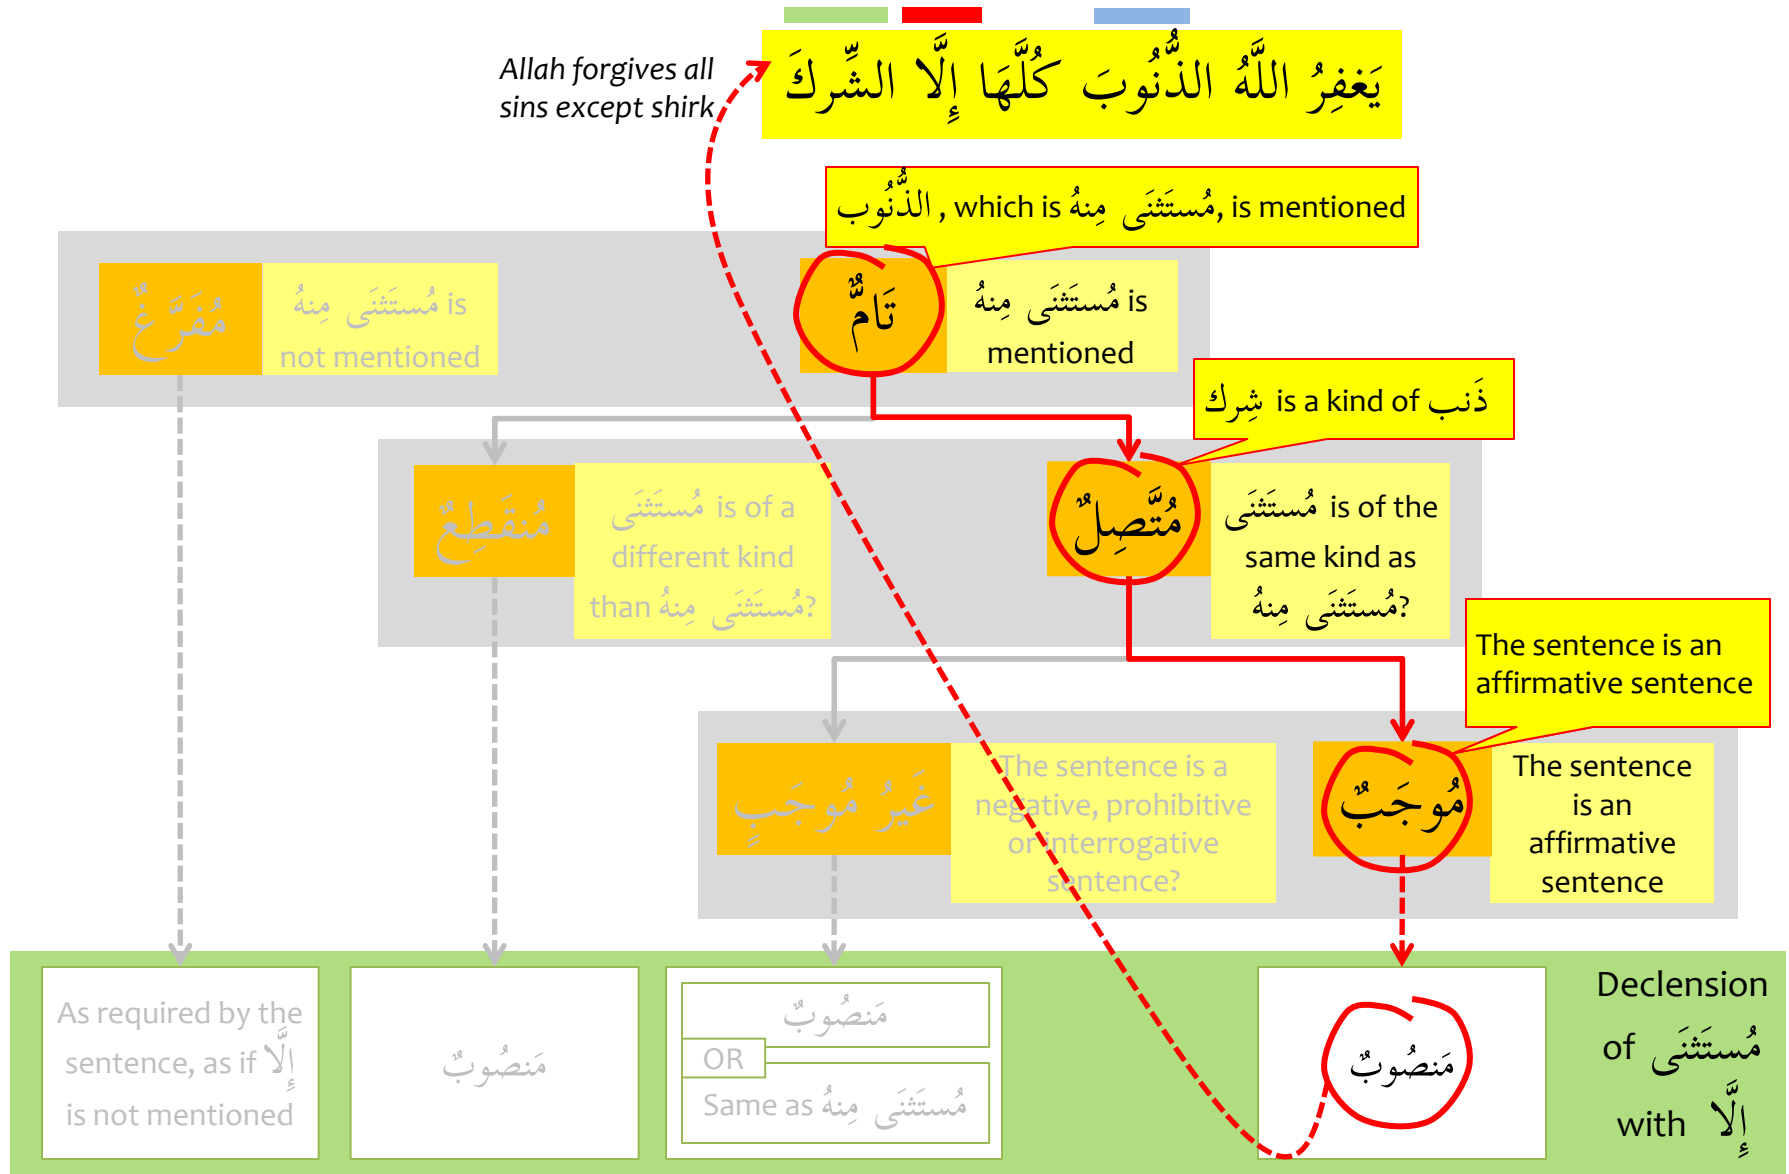 Allah forgives all
sins except shirk
يَغفِرُ اللَّهُ الذُّنُوبَ كُلَّهَا إِلَّا الشِّركَ
الذُّنُوب , which is مُستَثنَى مِنهُ, is mentioned
مُفَرَّغٌ
مُستَثنَى مِنهُ is
not mentioned
تَامٌّ
مُستَثنَى مِنهُ is
mentioned
شِرك is a kind of ذَنب
مُنقَطِعٌ
مُستَثنَى is of a
different kind
than مُستَثنَى مِنهُ?
مُتَّصِلٌ
مُستَثنَى is of the
same kind as
مُستَثنَى مِنهُ?
The sentence is an
affirmative sentence
غَيرُ مُوجَبٍ
The sentence is a
negative, prohibitive
or interrogative
sentence?
مُوجَبٌ
The sentence
is an
affirmative
sentence
As required by the
sentence, as if إِلَّا
is not mentioned
مَنصُوبٌ
مَنصُوبٌ
OR
Same as مُستَثنَى مِنهُ
مَنصُوبٌ
Declension
of مُستَثنَى
with إِلَّا